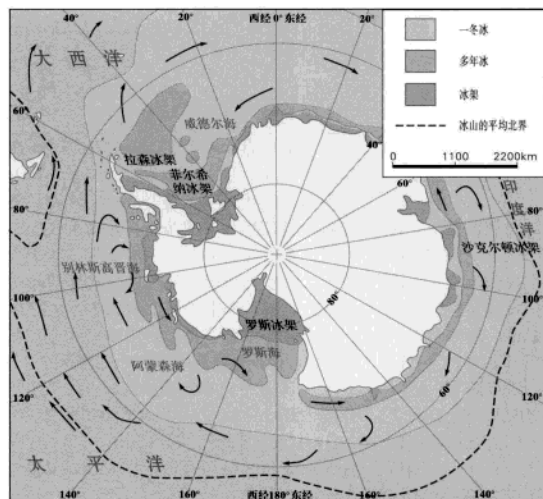 40°
20°
西经 0° 东经
20°
一冬冰
多年冰
冰架
冰山的平均北界
0 1100 2200km
大西洋
60°
威德尔海
拉森冰架
菲尔希
纳冰架
40°
60°
印度洋
沙克尔顿冰架
80°
别林斯高晋海
100°
100°
80°
罗斯冰架
罗斯海
阿蒙森海
60°
120°
120°
太平洋
140°
160°
西经180°东经
160°
140°